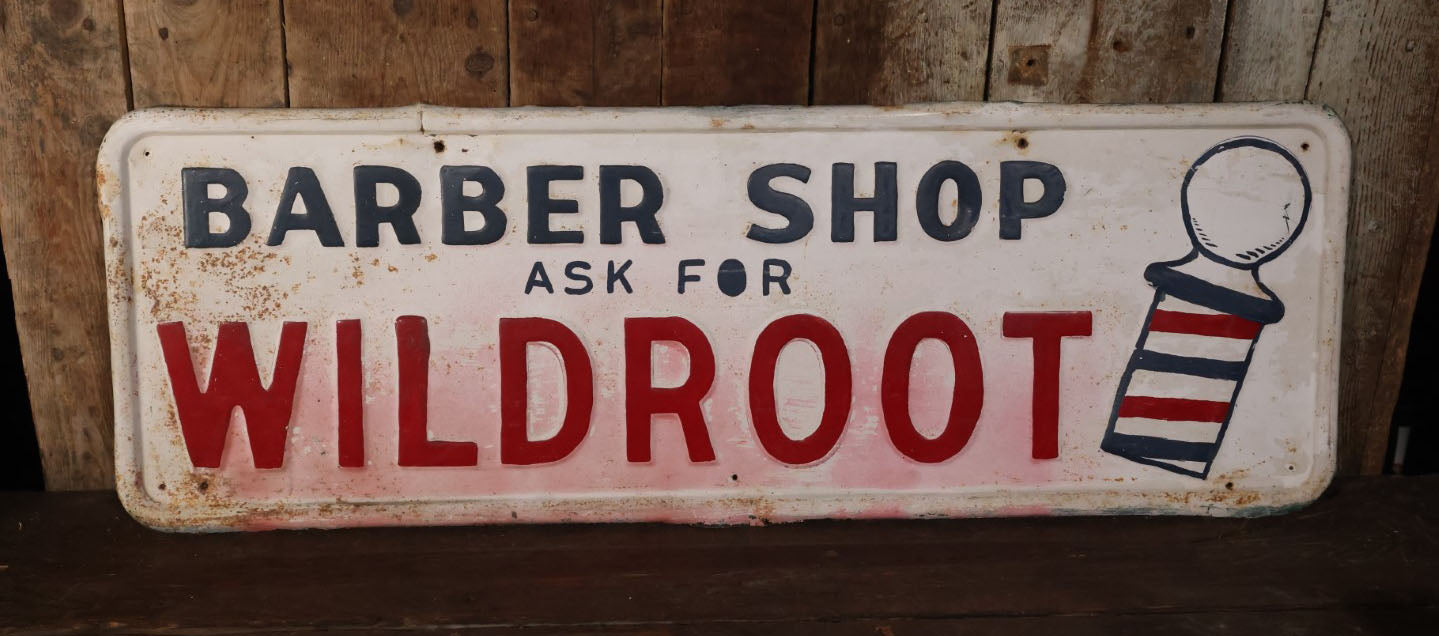 BARBER SHOP
ASK FOR
WILDROOT